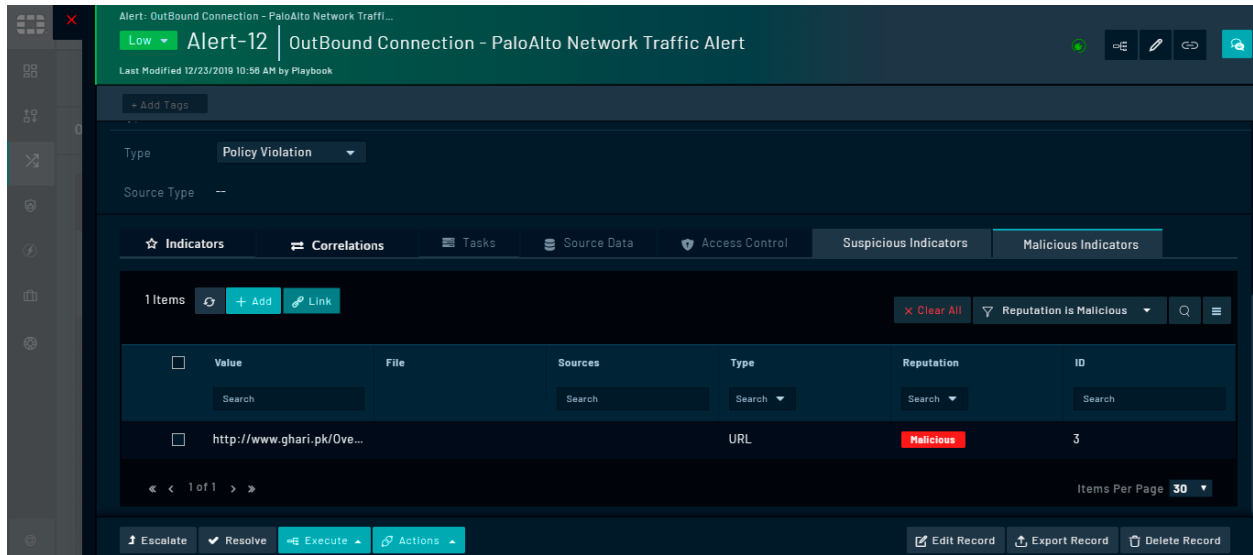 Alert: OutBound Connection - PaloAlto Network Traffi...
Low Alert-12 OutBound Connection - PaloAlto Network Traffic Alert
Last Modified 12/23/2019 10:56 AM by Playbook
+ Add Tags
Type Policy Violation
Source Type --
Indicators Correlations Tasks Source Data Access Control Suspicious Indicators Malicious Indicators
1 Items + Add Link
× Clear All Reputation is Malicious
Value File Sources Type Reputation ID
Search Search Search Search Search
http://www.ghari.pk/Ove... URL Malicious 3
« < 1 of 1 > » Items Per Page 30
Escalate Resolve Execute Actions Edit Record Export Record Delete Record